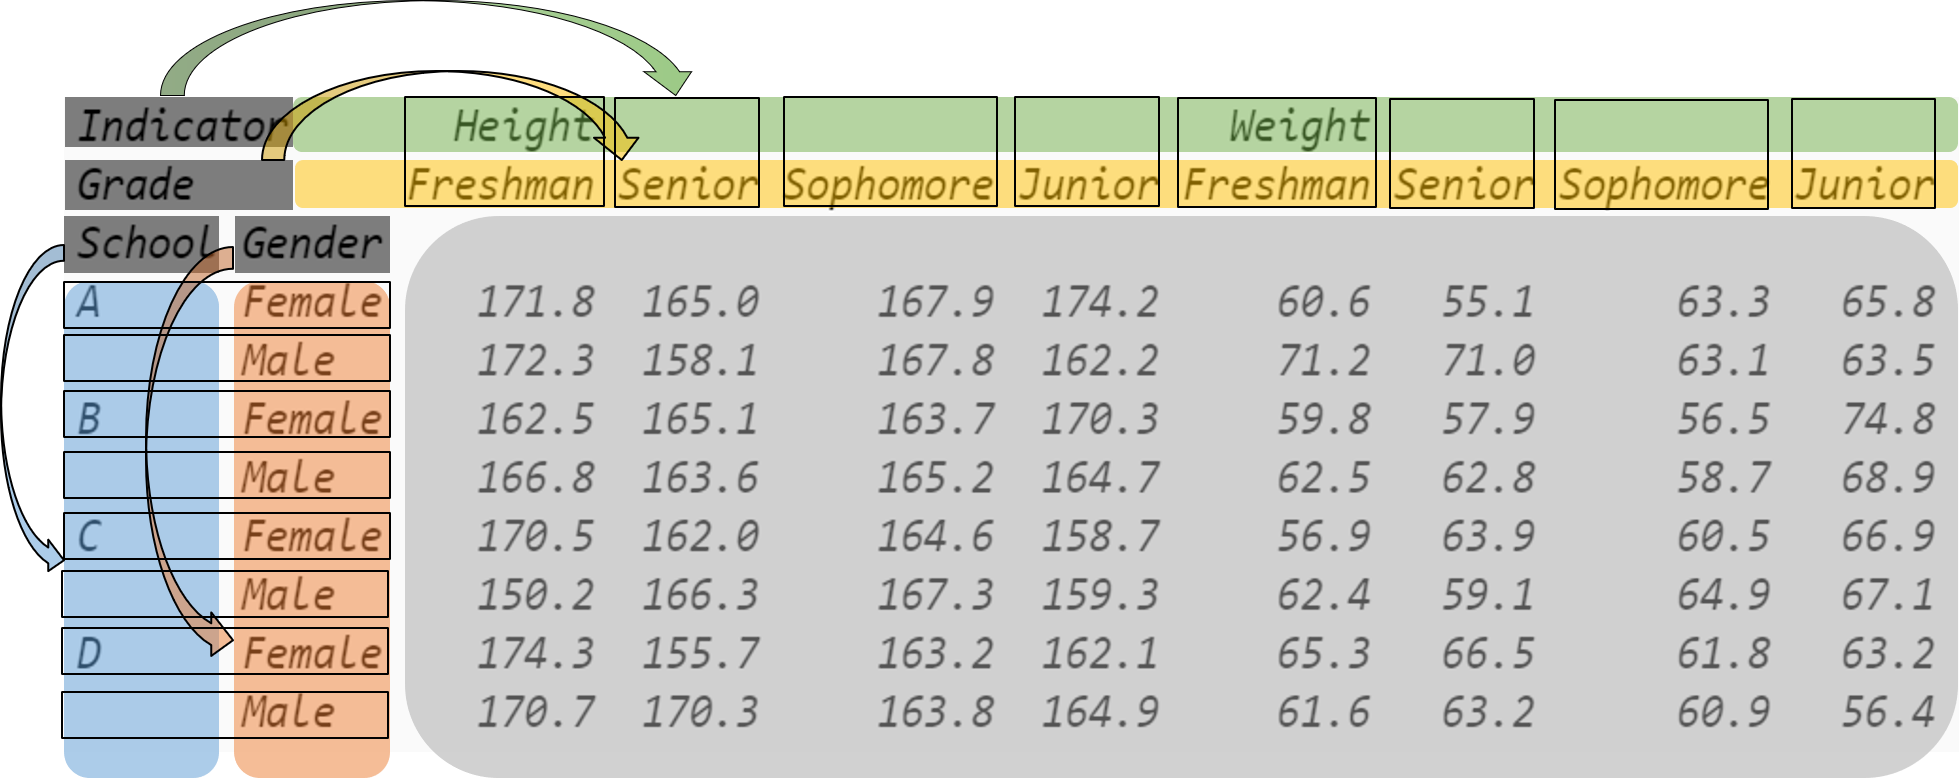 Indicator Height Weight
Grade Freshman Senior Sophomore Junior Freshman Senior Sophomore Junior
School Gender
A Female 171.8 165.0 167.9 174.2 60.6 55.1 63.3 65.8
Male 172.3 158.1 167.8 162.2 71.2 71.0 63.1 63.5
B Female 162.5 165.1 163.7 170.3 59.8 57.9 56.5 74.8
Male 166.8 163.6 165.2 164.7 62.5 62.8 58.7 68.9
C Female 170.5 162.0 164.6 158.7 56.9 63.9 60.5 66.9
Male 150.2 166.3 167.3 159.3 62.4 59.1 64.9 67.1
D Female 174.3 155.7 163.2 162.1 65.3 66.5 61.8 63.2
Male 170.7 170.3 163.8 164.9 61.6 63.2 60.9 56.4